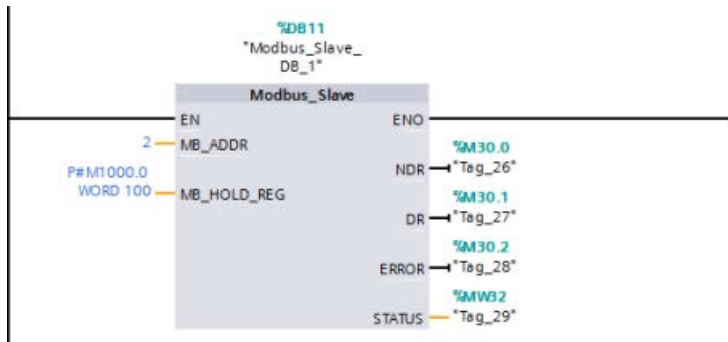 %DB11
"Modbus_Slave_
DB_1"
Modbus_Slave
EN
ENO
2
MB_ADDR
%M30.0
NDR
"Tag_26"
P#M1000.0
WORD 100
MB_HOLD_REG
%M30.1
DR
"Tag_27"
%M30.2
ERROR
"Tag_28"
%MW32
STATUS
"Tag_29"